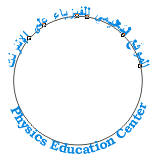 الموقع التعليمي للفيزياء على الانترنت
Physics Education Center